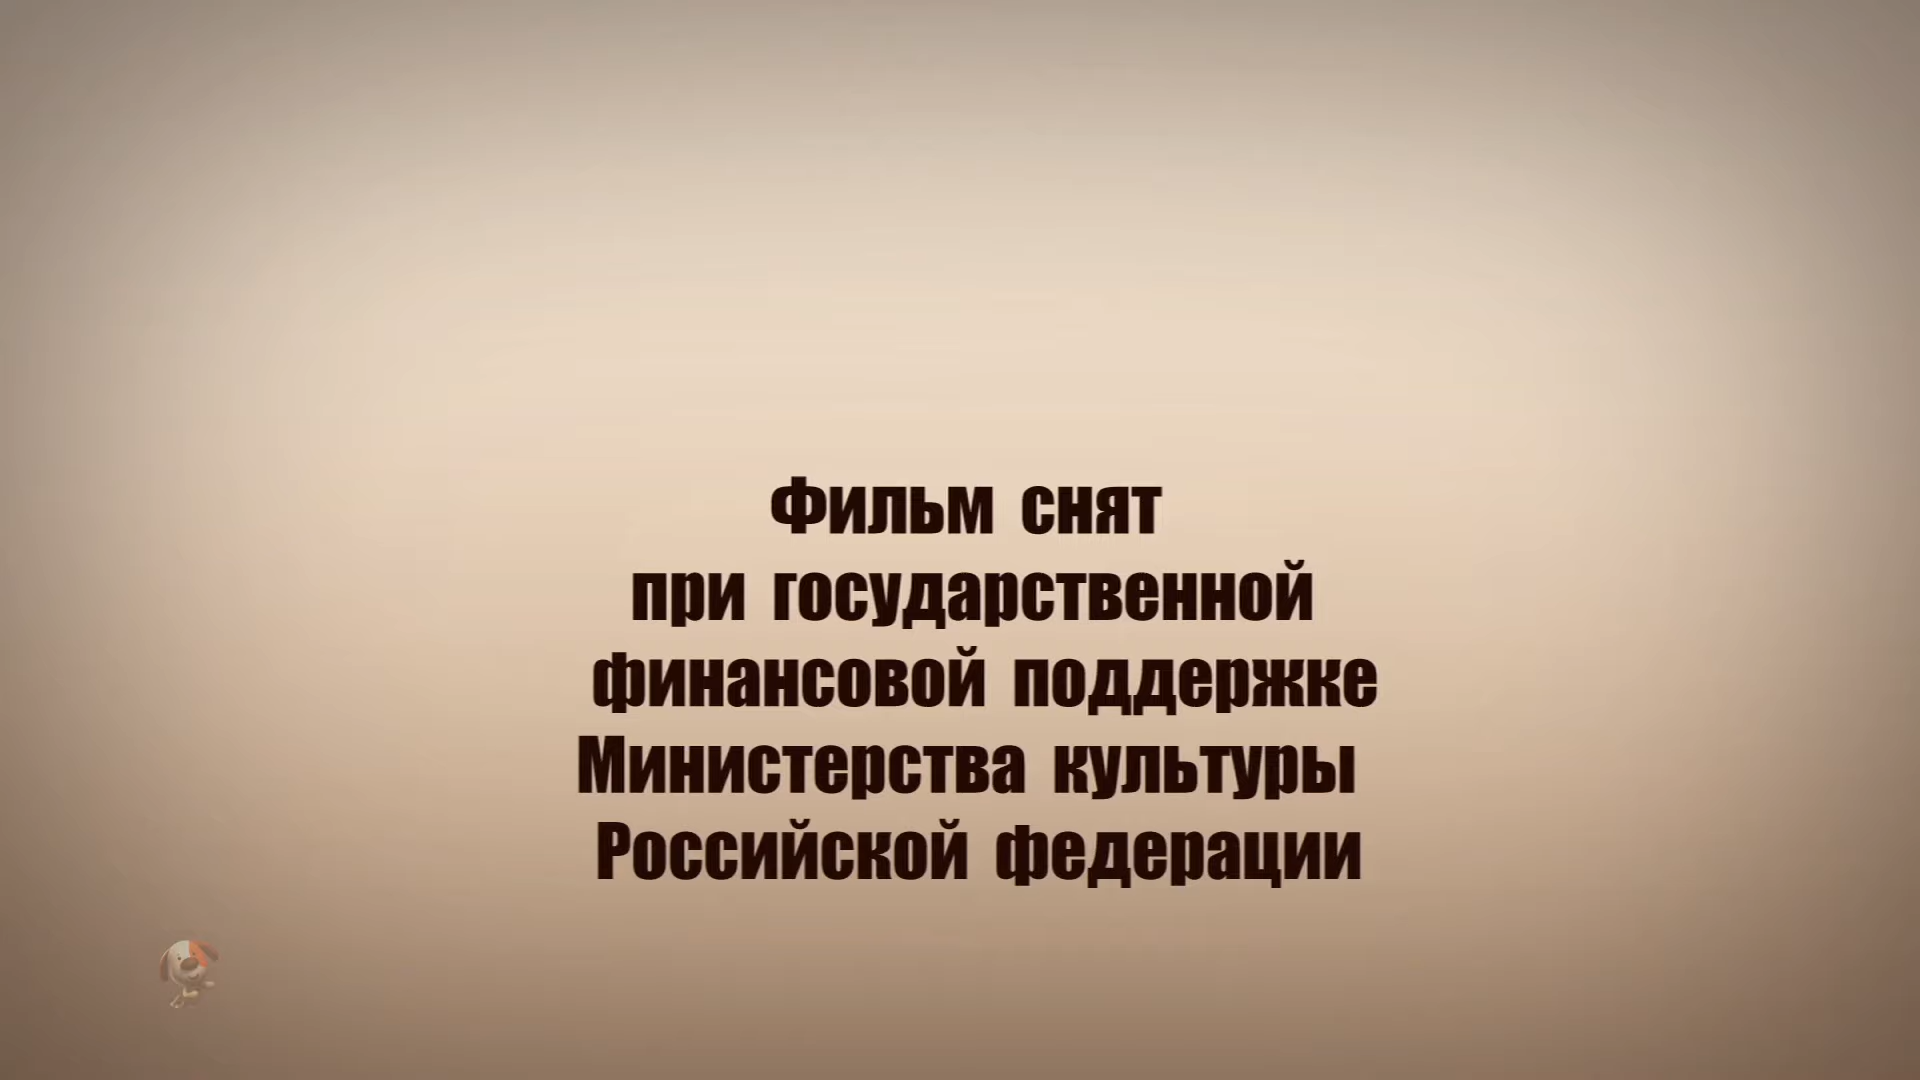 Фильм снят
при государственной
финансовой поддержке
Министерства культуры
Российской федерации